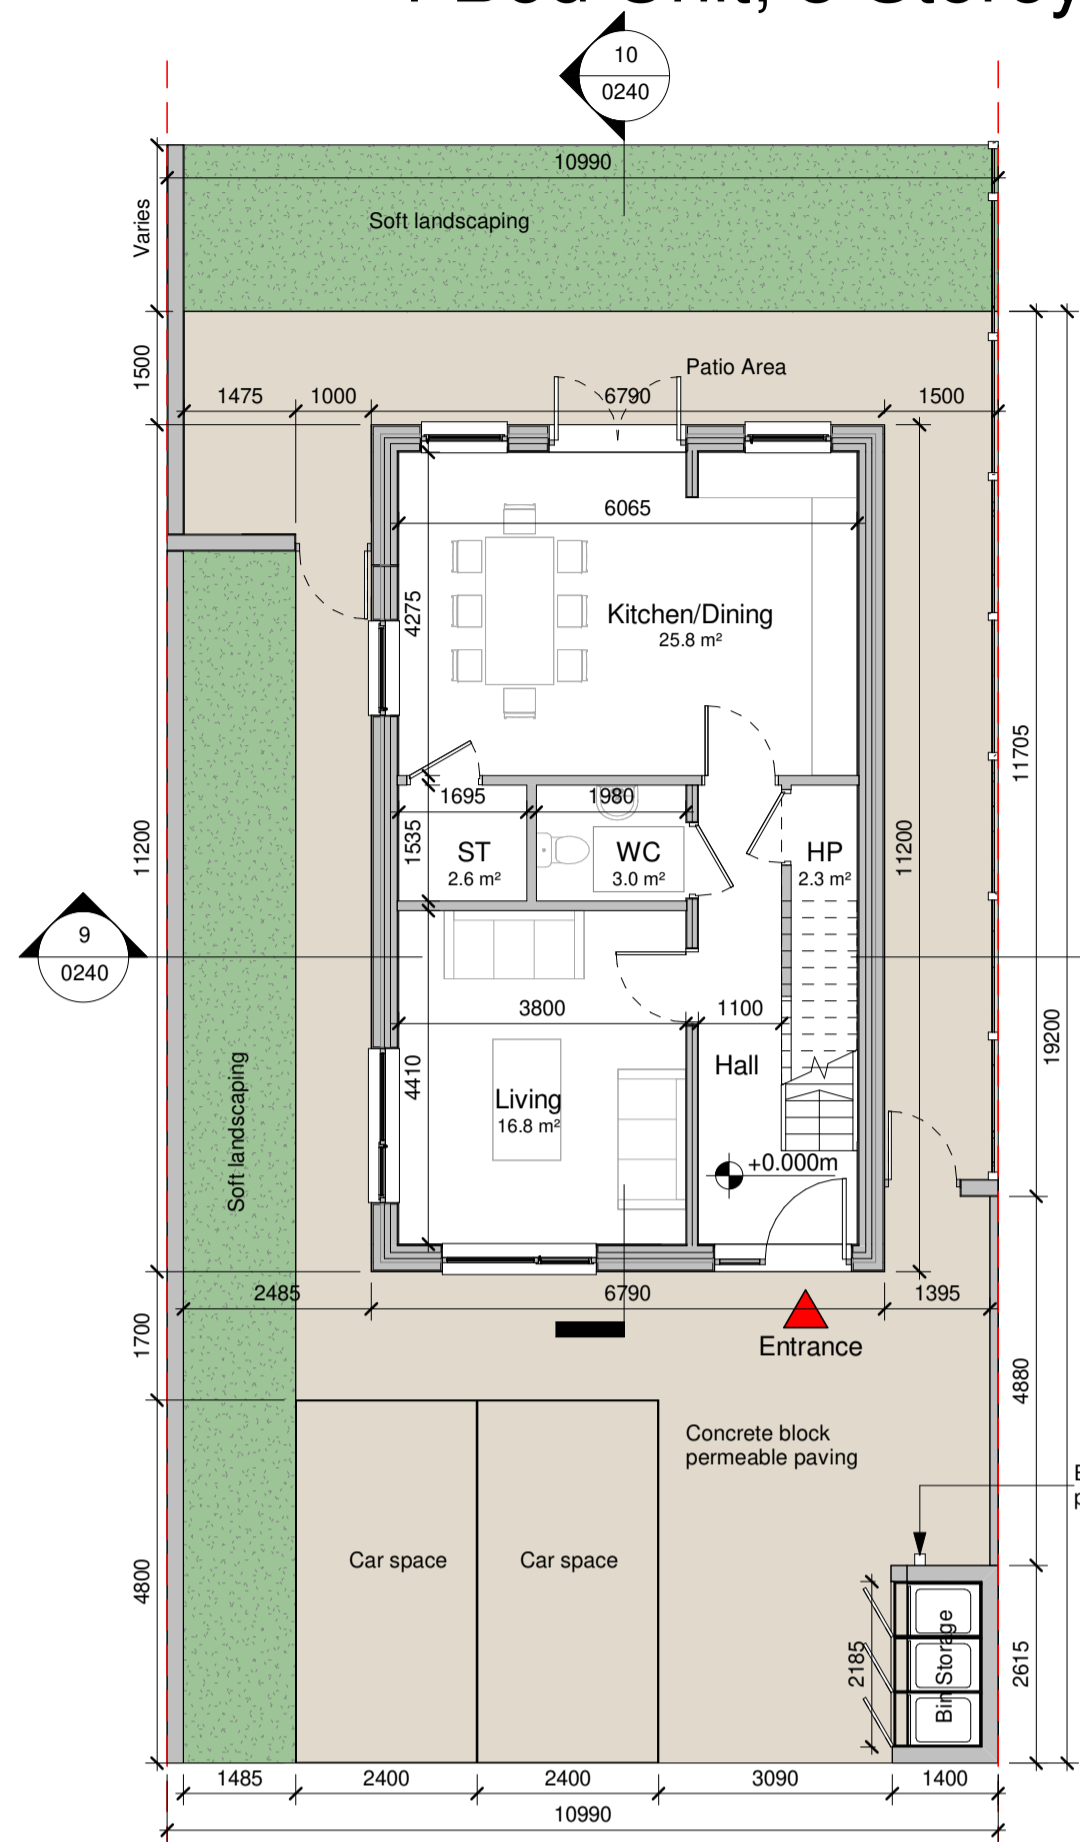 10
0240
10990
Varies
Soft landscaping
1500
Patio Area
1475
1000
6790
1500
6065
4275
Kitchen/Dining
25.8 m²
11705
1695
1980
11200
1535
ST
2.6 m²
WC
3.0 m²
HP
2.3 m²
11200
9
0240
3800
1100
19200
4410
Hall
Soft landscaping
Living
16.8 m²
+0.000m
2485
6790
1395
1700
Entrance
4880
Concrete block
permeable paving
Car space
Car space
4800
2185
Bin Storage
2615
1485
2400
2400
3090
1400
10990